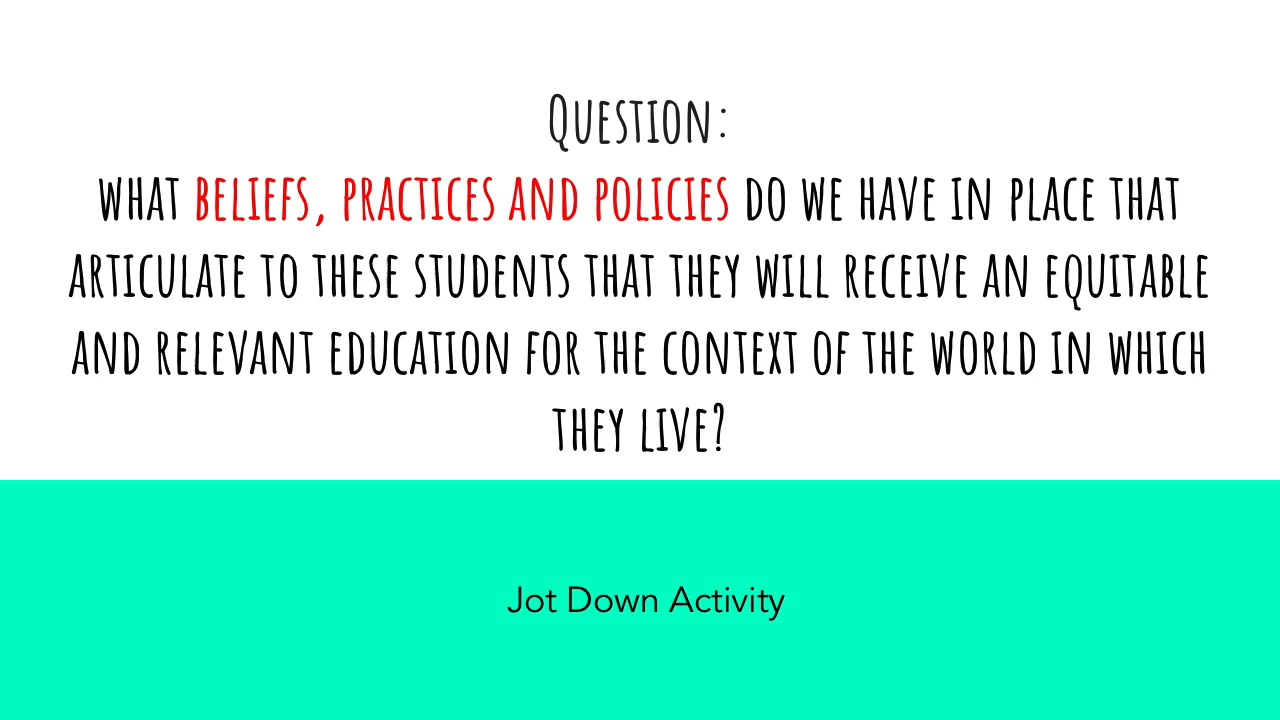 Question:
what beliefs, practices and policies do we have in place that
articulate to these students that they will receive an equitable
and relevant education for the context of the world in which
they live?
Jot Down Activity